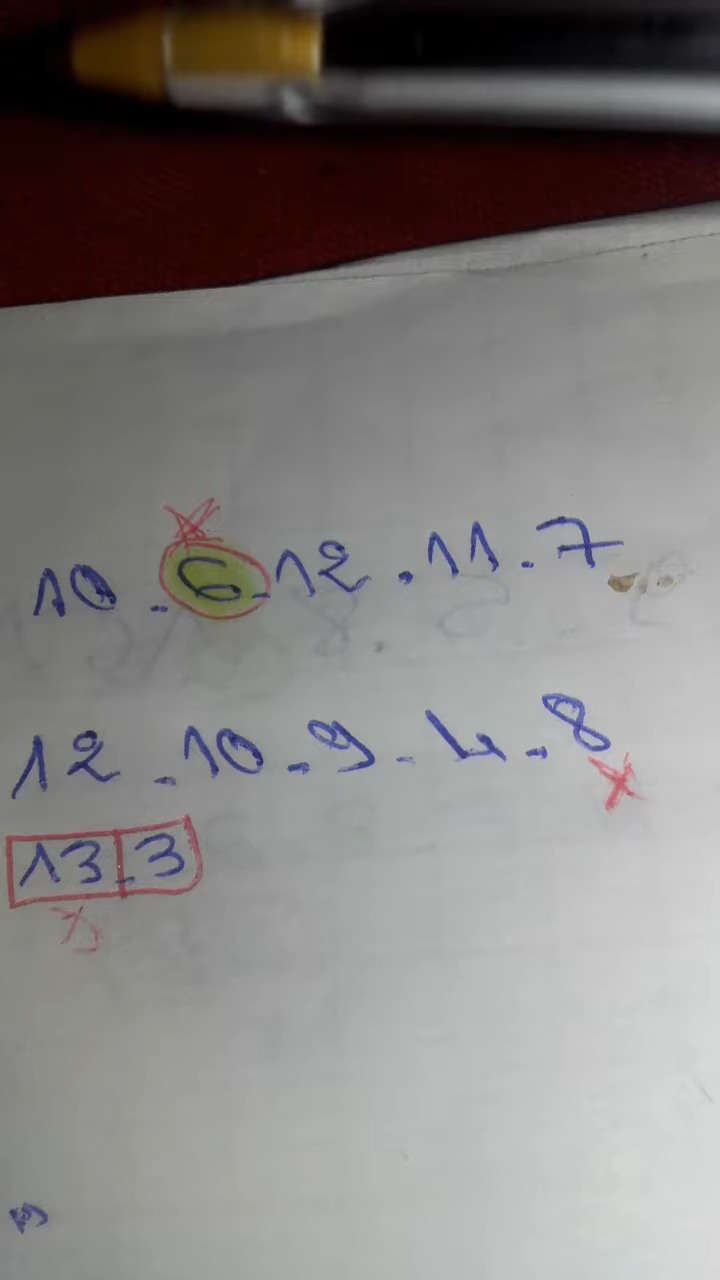 10 . 6 . 12 . 11 . 7
12 . 10 . 9 . 4 . 8
13 . 3